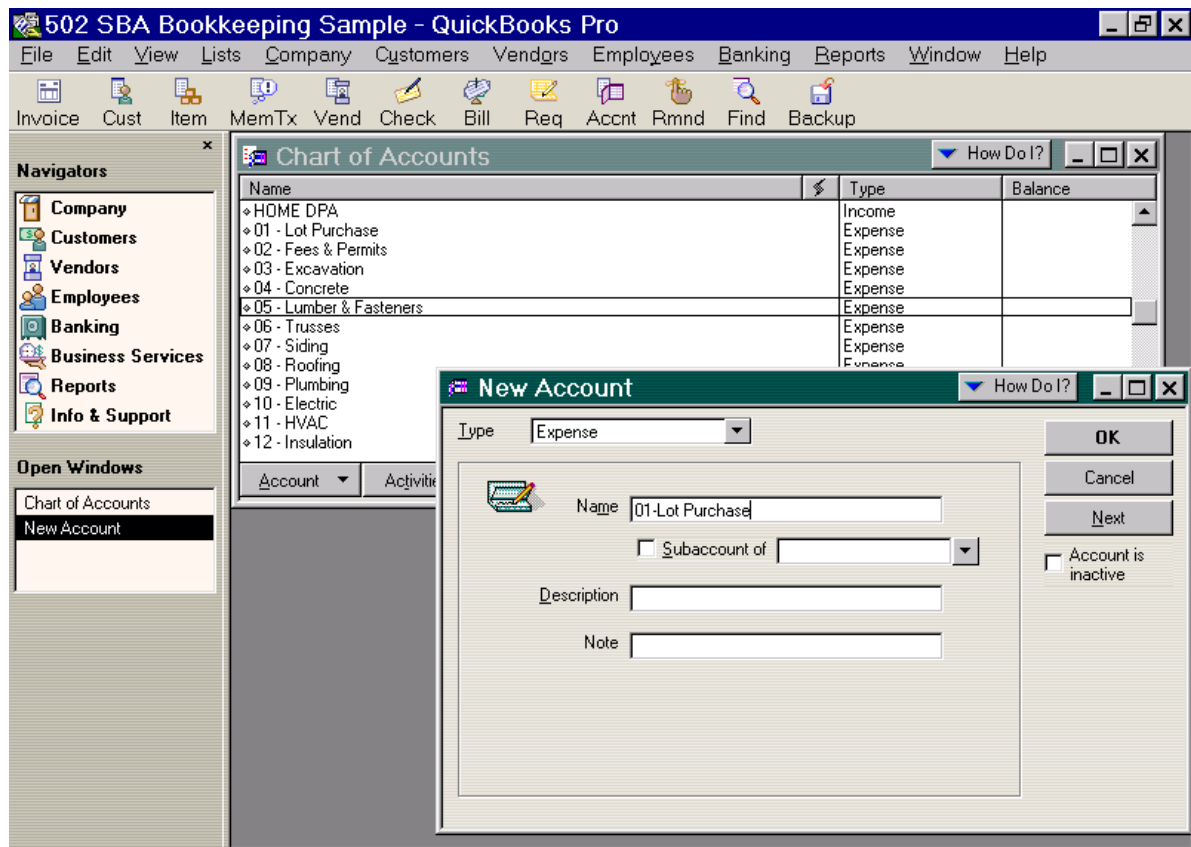 502 SBA Bookkeeping Sample - QuickBooks Pro
File Edit View Lists Company Customers Vendors Employees Banking Reports Window Help
Invoice Cust Item MemTx Vend Check Bill Req Accnt Rmnd Find Backup
Navigators
Company
Customers
Vendors
Employees
Banking
Business Services
Reports
Info & Support
Open Windows
Chart of Accounts
New Account
Chart of Accounts How Do I?
Name Type Balance
HOME DPA Income
01 - Lot Purchase Expense
02 - Fees & Permits Expense
03 - Excavation Expense
04 - Concrete Expense
05 - Lumber & Fasteners Expense
06 - Trusses Expense
07 - Siding Expense
08 - Roofing Expense
09 - Plumbing
10 - Electric
11 - HVAC
12 - Insulation
Account Activitie
New Account How Do I?
Type Expense
OK
Cancel
Next
Account is
inactive
Name 01-Lot Purchase
Subaccount of
Description
Note